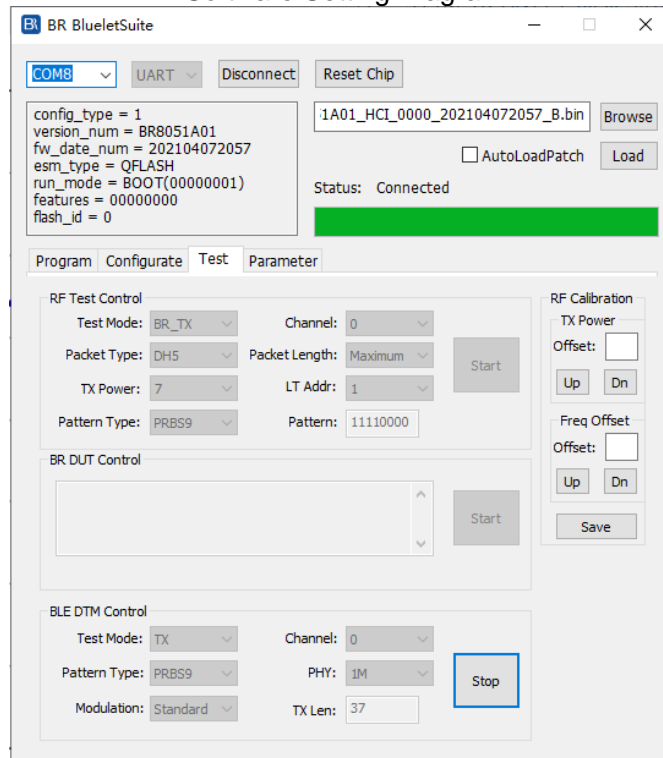 BR BlueletSuite
COM8 UART Disconnect Reset Chip
config_type = 1
version_num = BR8051A01
fw_date_num = 202104072057
esm_type = QFLASH
run_mode = BOOT(00000001)
features = 00000000
flash_id = 0
1A01_HCI_0000_202104072057_B.bin Browse
AutoLoadPatch Load
Status: Connected
Program Configurate Test Parameter
RF Test Control
Test Mode: BR_TX Channel: 0
Packet Type: DH5 Packet Length: Maximum
TX Power: 7 LT Addr: 1
Pattern Type: PRBS9 Pattern: 11110000
Start
RF Calibration
TX Power
Offset:
Up Dn
Freq Offset
Offset:
Up Dn
Save
BR DUT Control
Start
BLE DTM Control
Test Mode: TX Channel: 0
Pattern Type: PRBS9 PHY: 1M
Modulation: Standard TX Len: 37
Stop